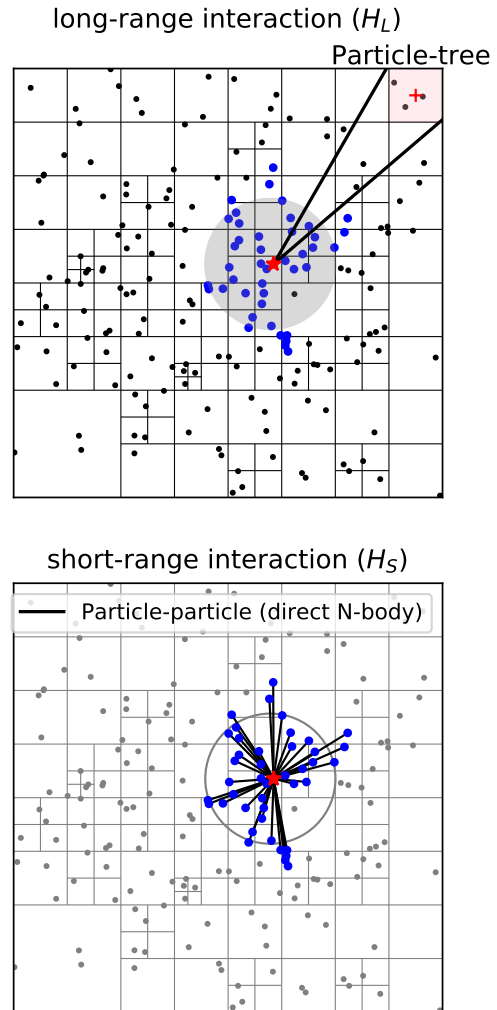 long-range interaction (H_L)
Particle-tree
short-range interaction (H_S)
Particle-particle (direct N-body)